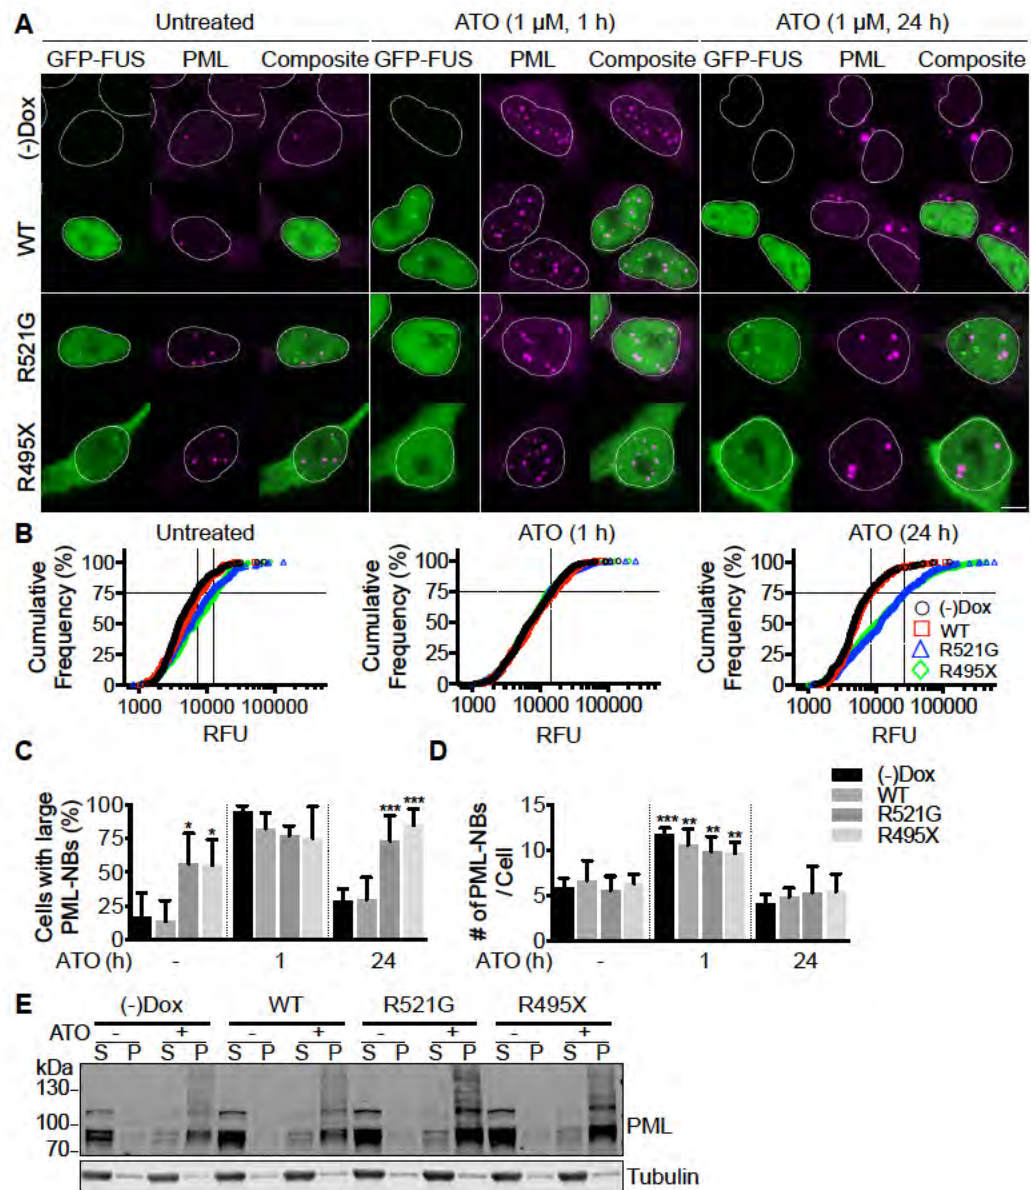 A
Untreated
ATO (1 µM, 1 h)
ATO (1 µM, 24 h)
GFP-FUS PML Composite GFP-FUS PML Composite GFP-FUS PML Composite
(-)Dox
WT
R521G
R495X
B
Untreated
ATO (1 h)
ATO (24 h)
Cumulative
Frequency (%)
100
75
50
25
0
1000 10000 100000
RFU
Cumulative
Frequency (%)
100
75
50
25
0
1000 10000 100000
RFU
Cumulative
Frequency (%)
100
75
50
25
0
1000 10000 100000
RFU
(-)Dox
WT
R521G
R495X
C
Cells with large
PML-NBs (%)
100
75
50
25
0
* * *** ***
ATO (h) - 1 24
D
# of PML-NBs
/Cell
15
10
5
0
*** ** ** **
ATO (h) - 1 24
(-)Dox
WT
R521G
R495X
E
(-)Dox WT R521G R495X
ATO - + - + - + - +
S P S P S P S P S P S P S P S P
kDa
130
100
70
PML
Tubulin